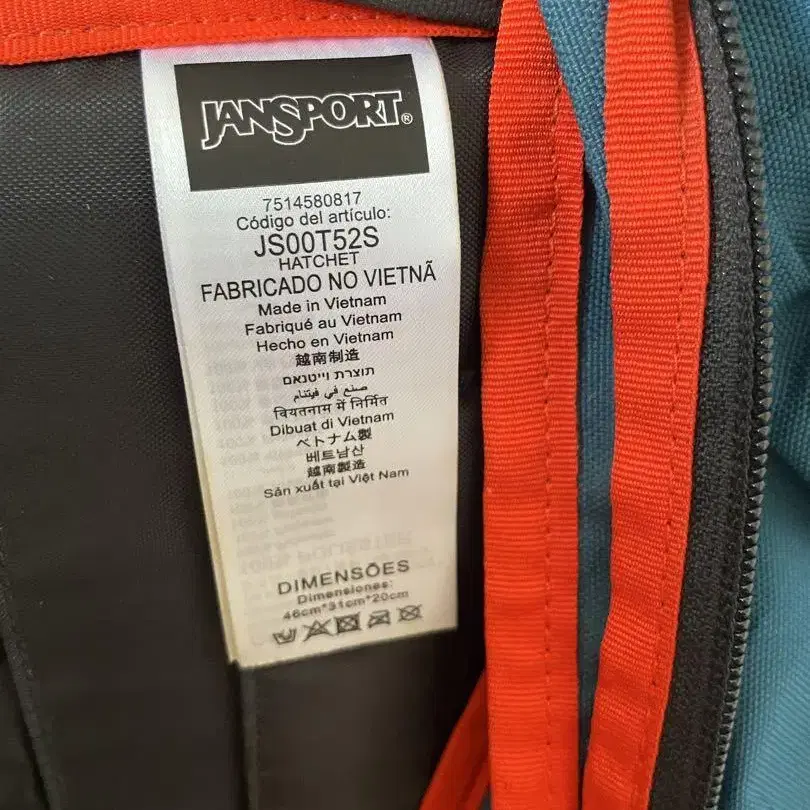 JANSPORT®
7514580817
Código del artículo:
JS00T52S
HATCHET
FABRICADO NO VIETNÃ
Made in Vietnam
Fabriqué au Vietnam
Hecho en Vietnam
越南制造
תוצרת וייטנאם
صنع في فيتنام
वियतनाम में निर्मित
Dibuat di Vietnam
ベトナム製
베트남산
越南製造
Sản xuất tại Việt Nam
DIMENSÕES
Dimensiones:
46cm*31cm*20cm